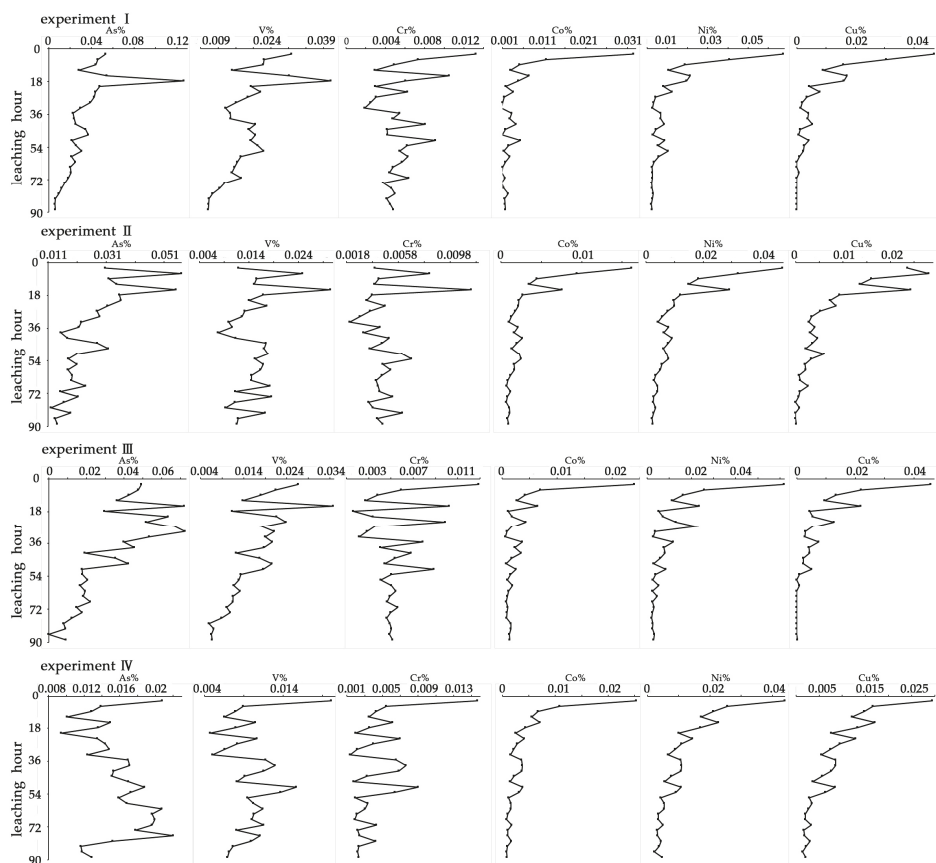 experiment Ⅰ
As% V% Cr% Co% Ni% Cu%
0 0.04 0.08 0.12 0.009 0.024 0.039 0 0.004 0.008 0.012 0.001 0.011 0.021 0.031 0.01 0.03 0.05 0 0.02 0.04
0
18
36
54
72
90
leaching hour
experiment Ⅱ
As% V% Cr% Co% Ni% Cu%
0.011 0.031 0.051 0.004 0.014 0.024 0.0018 0.0058 0.0098 0 0.01 0 0.02 0.04 0 0.01 0.02
0
18
36
54
72
90
leaching hour
experiment Ⅲ
As% V% Cr% Co% Ni% Cu%
0 0.02 0.04 0.06 0.004 0.014 0.024 0.034 0.003 0.007 0.011 0 0.01 0.02 0 0.02 0.04 0 0.02 0.04
0
18
36
54
72
90
leaching hour
experiment Ⅳ
As% V% Cr% Co% Ni% Cu%
0.008 0.012 0.016 0.02 0.004 0.014 0.001 0.005 0.009 0.013 0 0.01 0.02 0 0.02 0.04 0.005 0.015 0.025
0
18
36
54
72
90
leaching hour